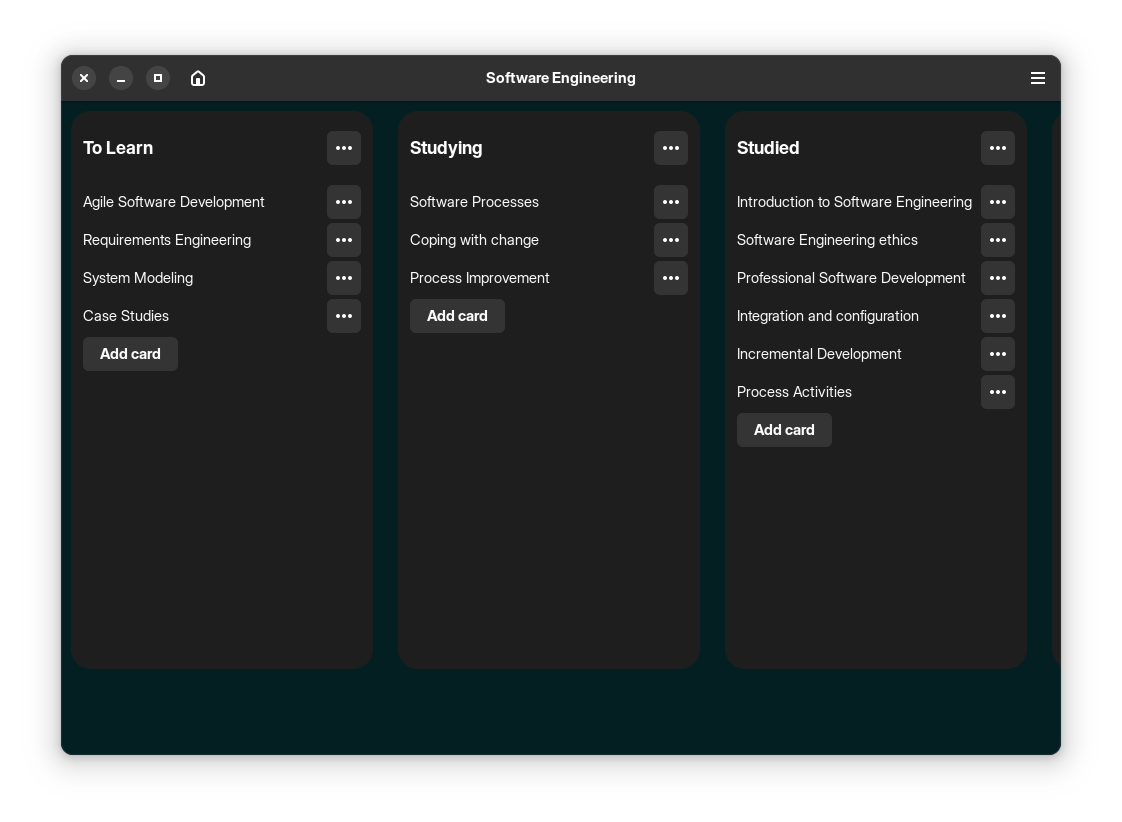 Software Engineering
To Learn
Agile Software Development
Requirements Engineering
System Modeling
Case Studies
Add card
Studying
Software Processes
Coping with change
Process Improvement
Add card
Studied
Introduction to Software Engineering
Software Engineering ethics
Professional Software Development
Integration and configuration
Incremental Development
Process Activities
Add card